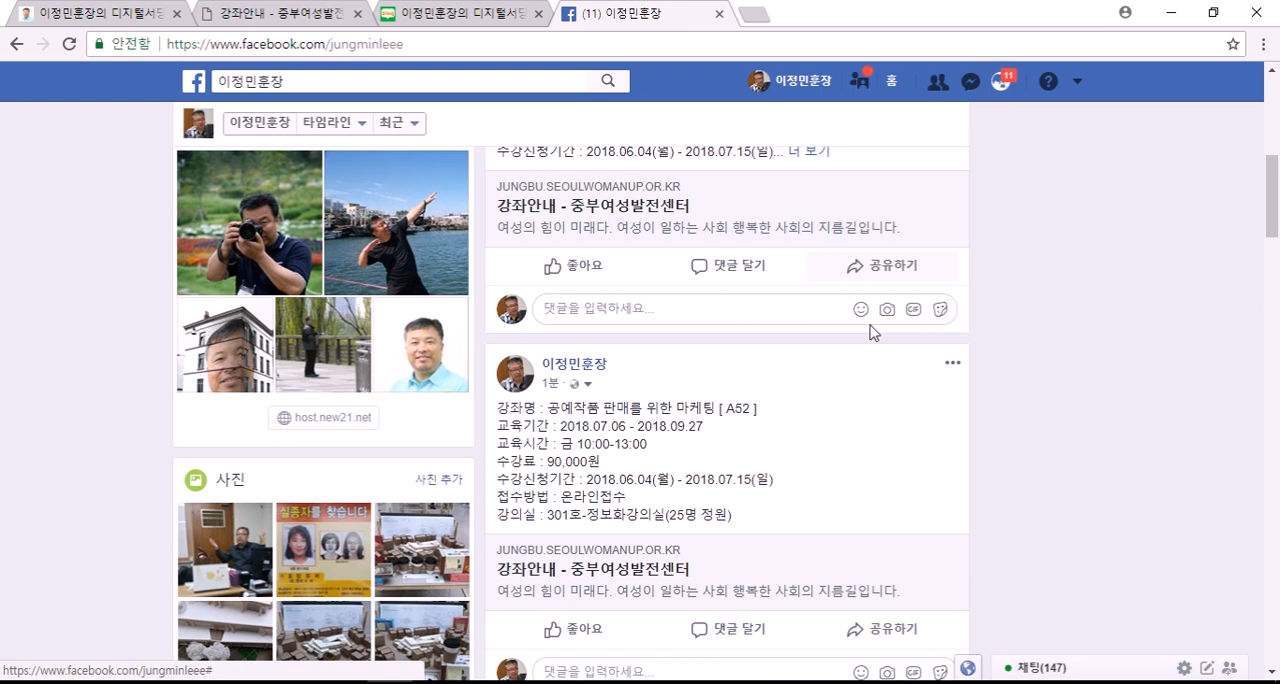 이정민훈장의 디지털서당
강좌안내 - 중부여성발전
이정민훈장의 디지털서당
(11) 이정민훈장
안전함
https://www.facebook.com/jungminleee
이정민훈장
이정민훈장
홈
11
이정민훈장
타임라인
최근
수강신청기간 : 2018.06.04(월) - 2018.07.15(일)... 더 보기
JUNGBU.SEOULWOMANUP.OR.KR
강좌안내 - 중부여성발전센터
여성의 힘이 미래다. 여성이 일하는 사회 행복한 사회의 지름길입니다.
좋아요
댓글 달기
공유하기
댓글을 입력하세요...
GIF
host.new21.net
사진
사진 추가
실종자를 찾습니다
이정민훈장
1분
강좌명 : 공예작품 판매를 위한 마케팅 [ A52 ]
교육기간 : 2018.07.06 - 2018.09.27
교육시간 : 금 10:00-13:00
수강료 : 90,000원
수강신청기간 : 2018.06.04(월) - 2018.07.15(일)
접수방법 : 온라인접수
강의실 : 301호-정보화강의실(25명 정원)
JUNGBU.SEOULWOMANUP.OR.KR
강좌안내 - 중부여성발전센터
여성의 힘이 미래다. 여성이 일하는 사회 행복한 사회의 지름길입니다.
좋아요
댓글 달기
공유하기
댓글을 입력하세요...
GIF
https://www.facebook.com/jungminleee#
채팅(147)